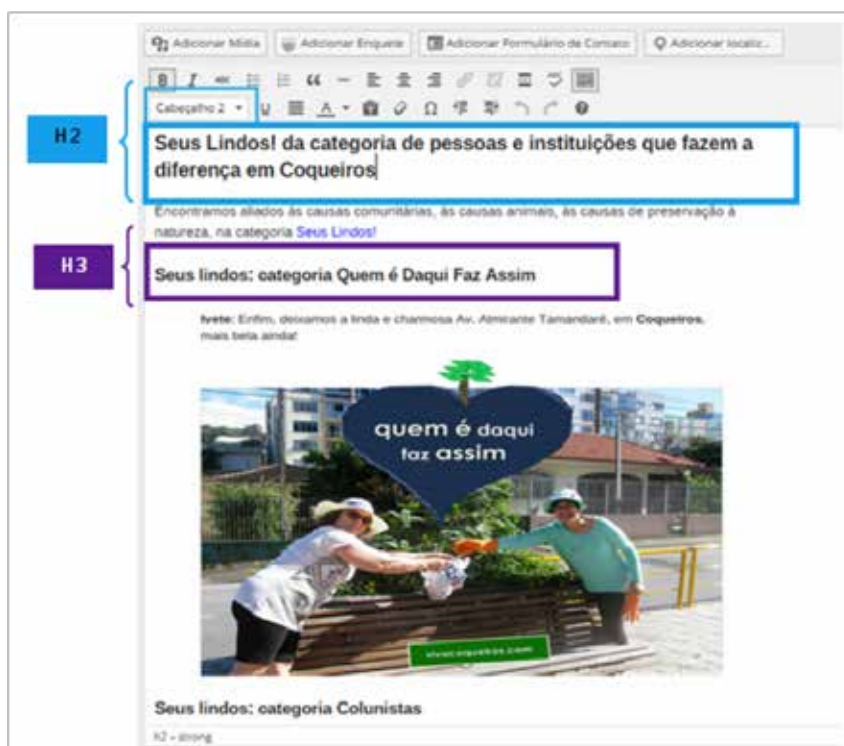 Adicionar Mídia Adicionar Enquete Adicionar Formulário de Contato Adicionar localiz...
B I ABC “
Cabeçalho 2 U A Ω
H2
Seus Lindos! da categoria de pessoas e instituições que fazem a
diferença em Coqueiros
Encontramos aliados às causas comunitárias, às causas animais, às causas de preservação à
natureza, na categoria Seus Lindos!
H3
Seus lindos: categoria Quem é Daqui Faz Assim
Ivete: Enfim, deixamos a linda e charmosa Av. Almirante Tamandaré, em Coqueiros,
mais bela ainda!
quem é daqui
faz assim
vivacoqueiros.com
Seus lindos: categoria Colunistas
h2 » strong